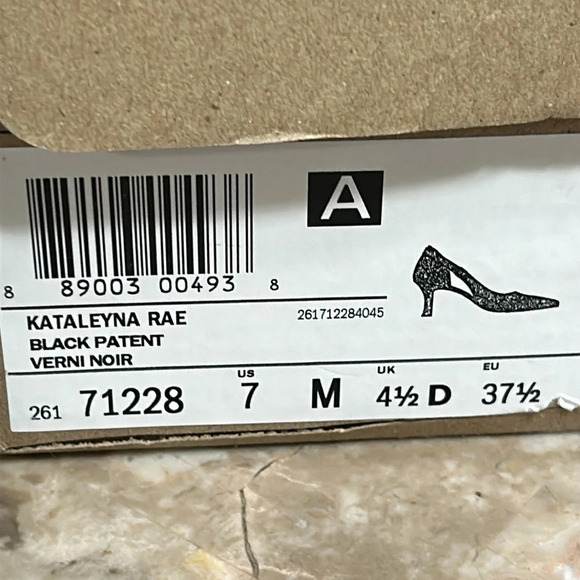 A
8 89003 00493 8
KATALEYNA RAE
261712284045
BLACK PATENT
VERNI NOIR
US UK EU
261 71228 7 M 4½ D 37½